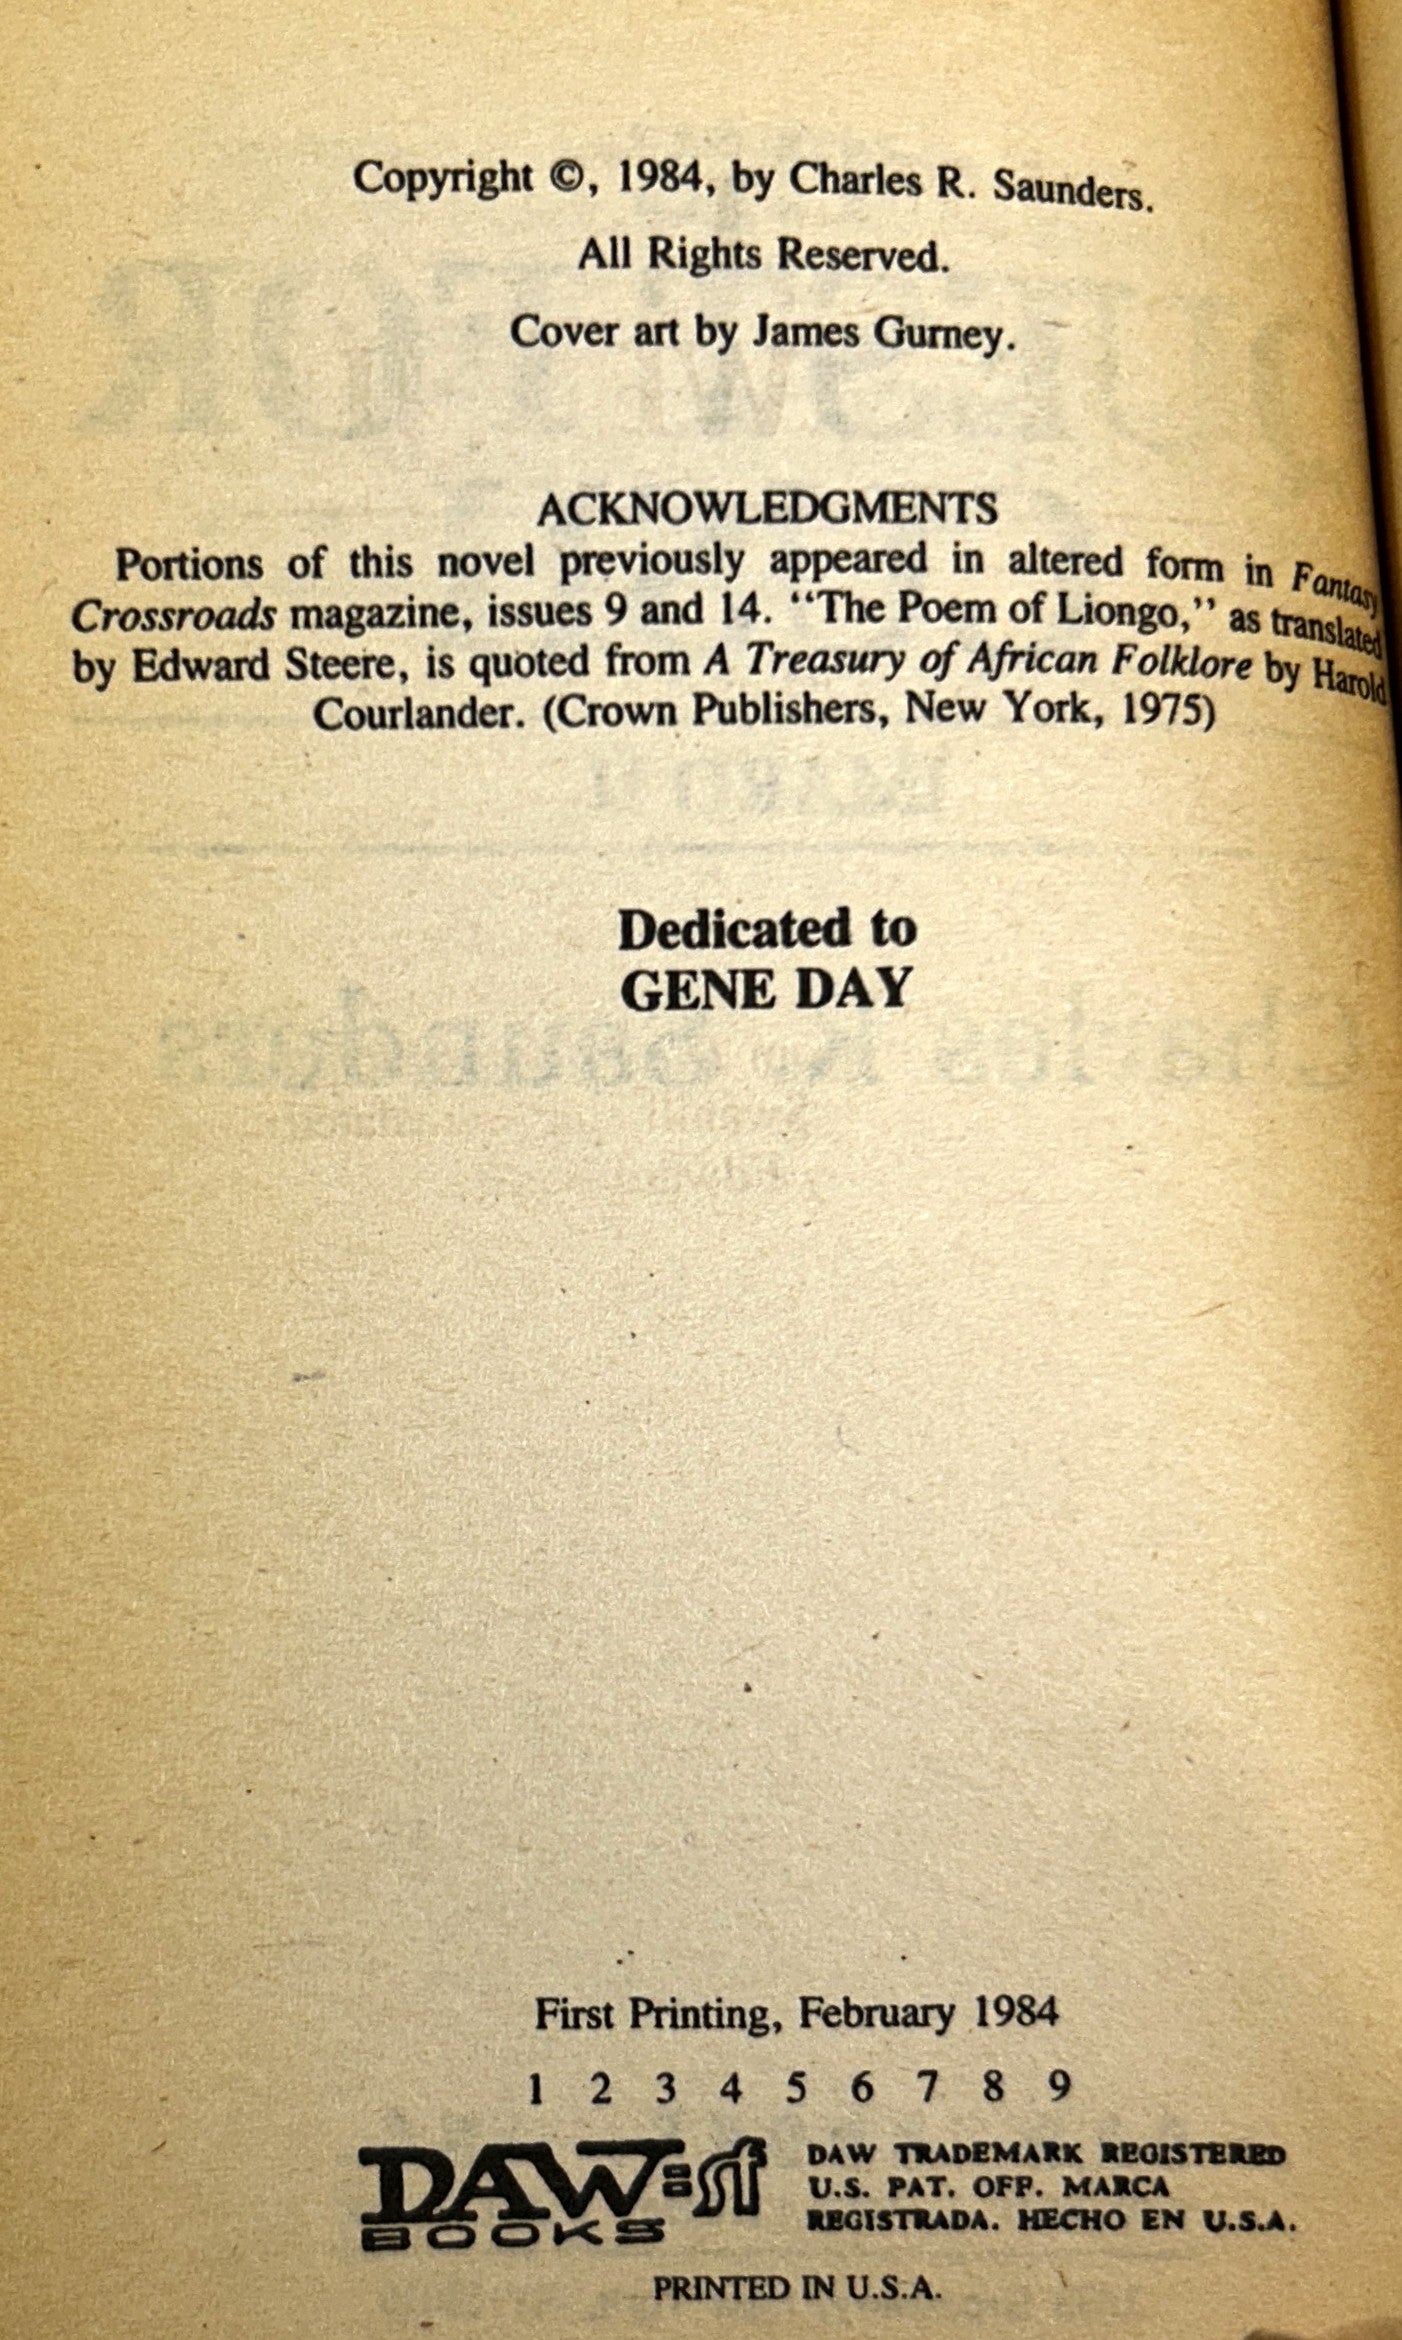 Copyright ©, 1984, by Charles R. Saunders.
All Rights Reserved.
Cover art by James Gurney.
ACKNOWLEDGMENTS
Portions of this novel previously appeared in altered form in Fantasy
Crossroads magazine, issues 9 and 14. “The Poem of Liongo,” as translated
by Edward Steere, is quoted from A Treasury of African Folklore by Harold
Courlander. (Crown Publishers, New York, 1975)
Dedicated to
GENE DAY
First Printing, February 1984
1 2 3 4 5 6 7 8 9
DAW sf
BOOKS
DAW TRADEMARK REGISTERED
U.S. PAT. OFF. MARCA
REGISTRADA. HECHO EN U.S.A.
PRINTED IN U.S.A.